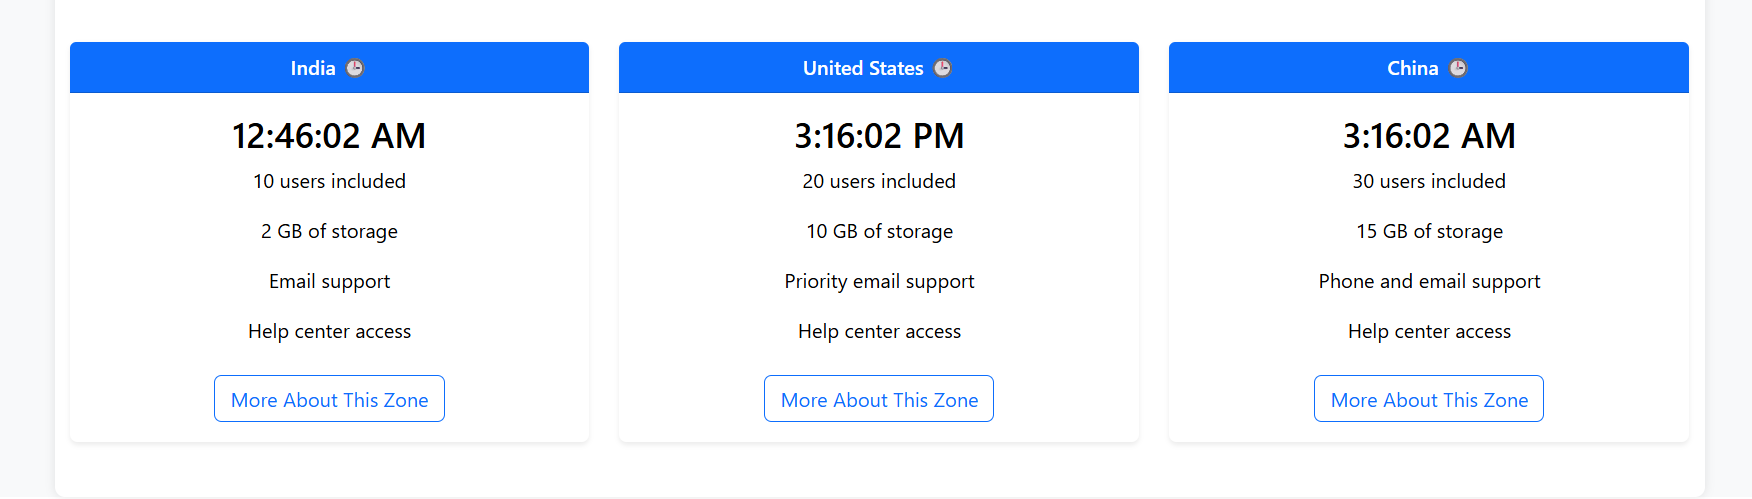 India 🕒
12:46:02 AM
10 users included
2 GB of storage
Email support
Help center access
More About This Zone
United States 🕒
3:16:02 PM
20 users included
10 GB of storage
Priority email support
Help center access
More About This Zone
China 🕒
3:16:02 AM
30 users included
15 GB of storage
Phone and email support
Help center access
More About This Zone